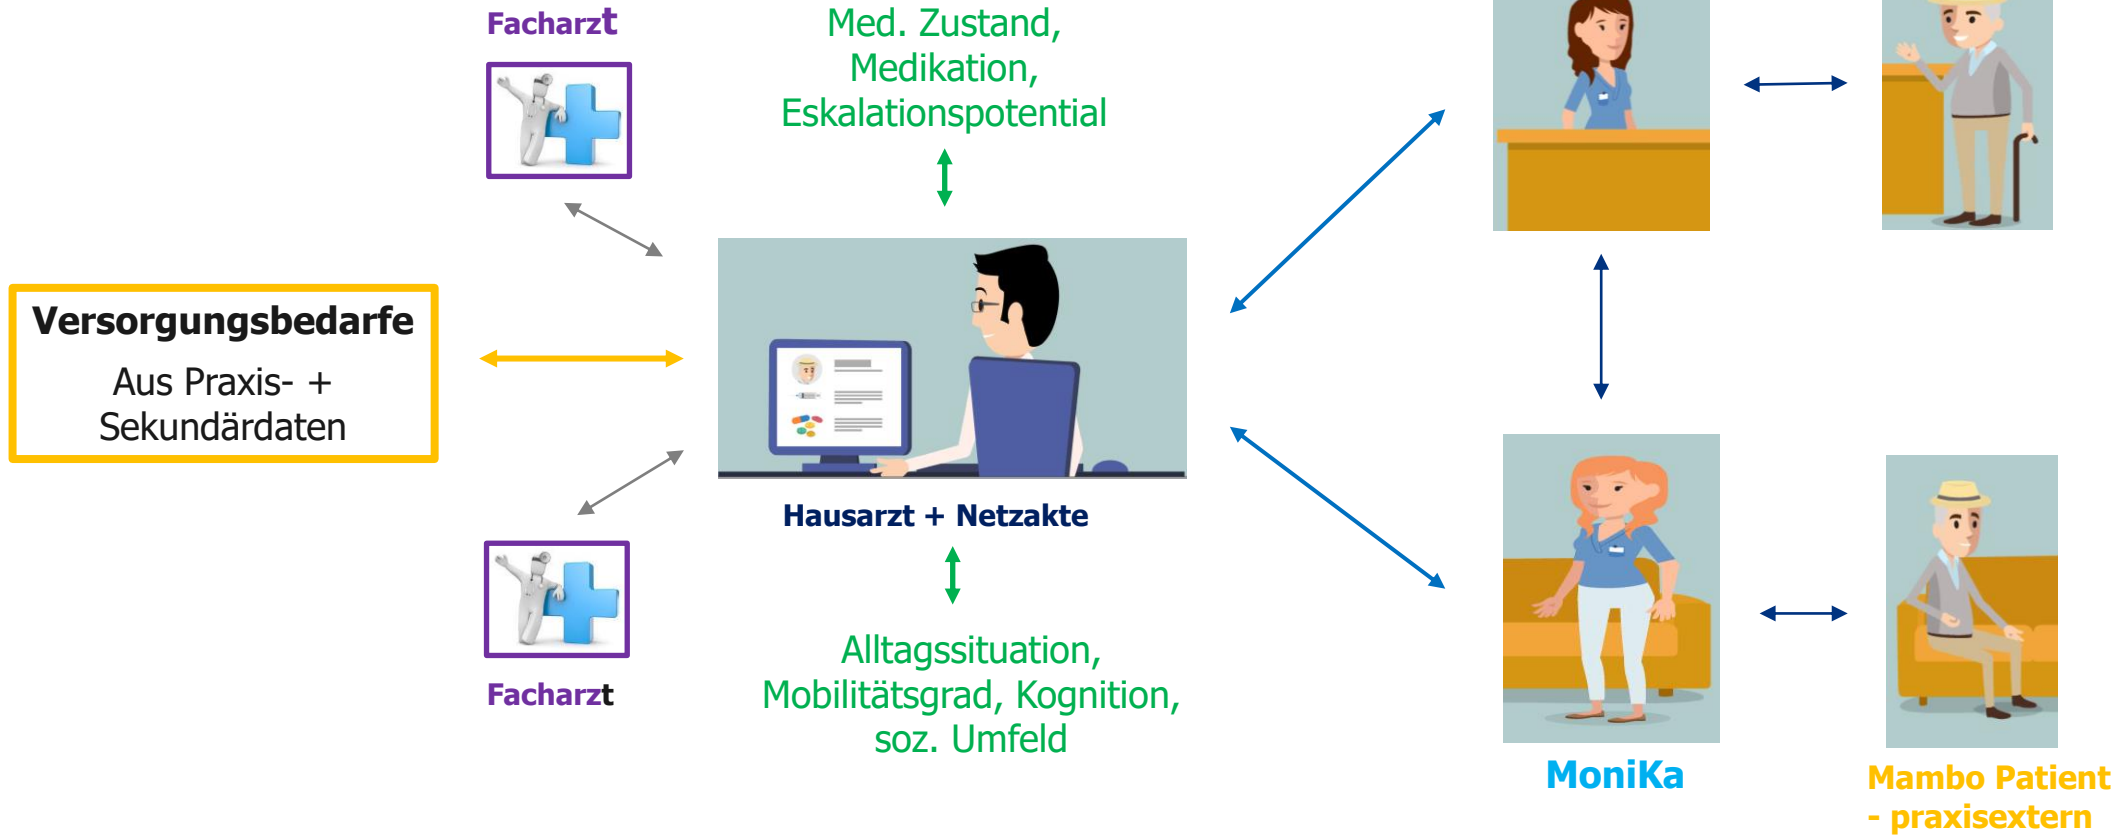 Facharzt
Med. Zustand,
Medikation,
Eskalationspotential
Versorgungsbedarfe
Aus Praxis- +
Sekundärdaten
Hausarzt + Netzakte
Facharzt
Alltagssituation,
Mobilitätsgrad, Kognition,
soz. Umfeld
MoniKa
Mambo Patient
- praxisextern